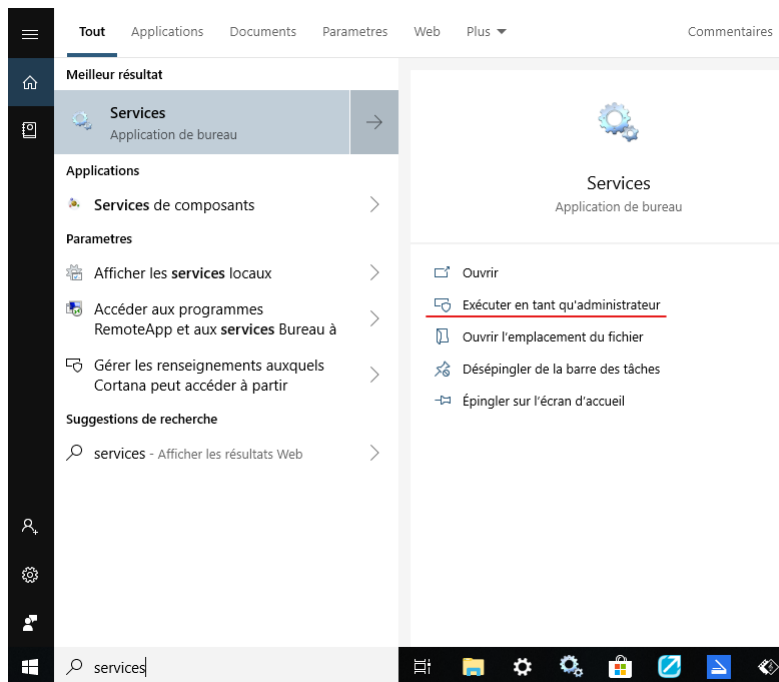 Tout Applications Documents Parametres Web Plus Commentaires
Meilleur résultat
Services
Application de bureau
Applications
Services de composants
Parametres
Afficher les services locaux
Accéder aux programmes
RemoteApp et aux services Bureau à
Gérer les renseignements auxquels
Cortana peut accéder à partir
Suggestions de recherche
services - Afficher les résultats Web
Services
Application de bureau
Ouvrir
Exécuter en tant qu'administrateur
Ouvrir l'emplacement du fichier
Désépingler de la barre des tâches
Épingler sur l'écran d'accueil
services